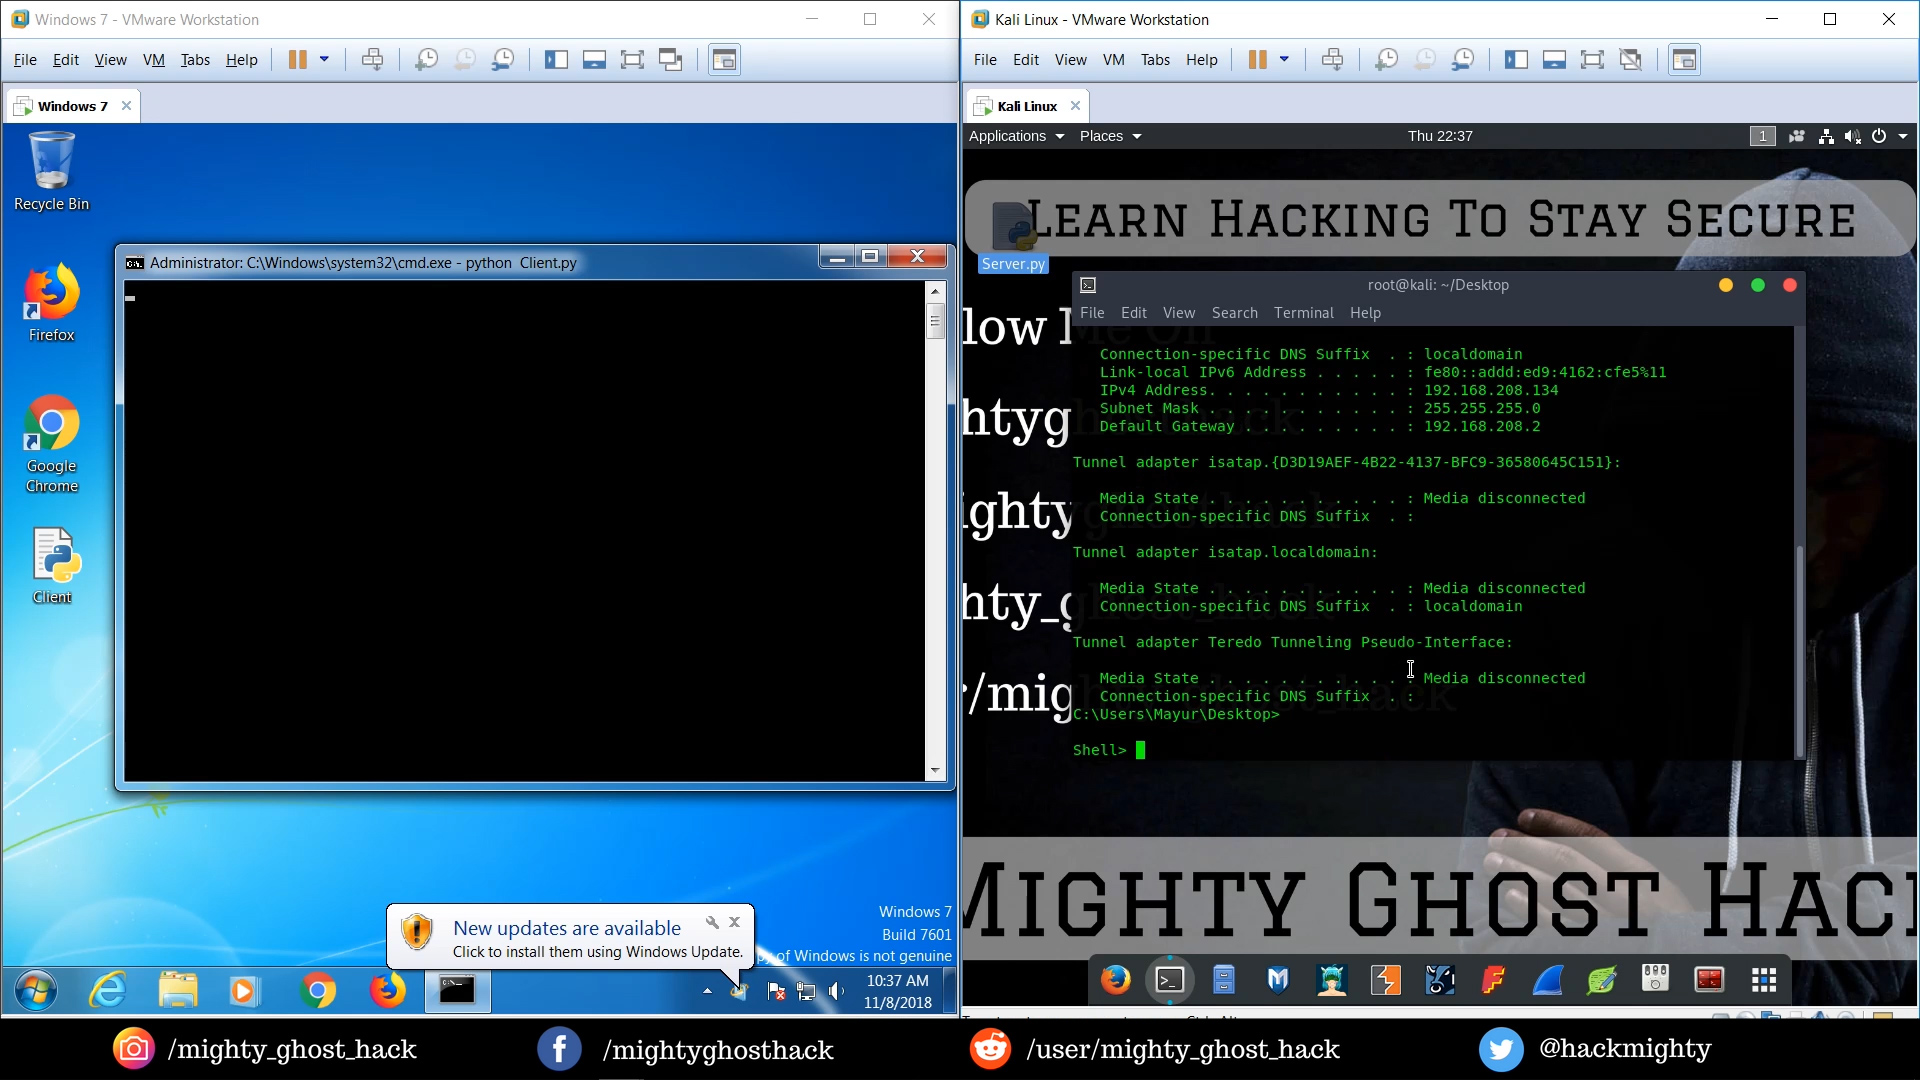 Windows 7 - VMware Workstation
File Edit View VM Tabs Help
Windows 7
Recycle Bin
Firefox
Google
Chrome
Client
Administrator: C:\Windows\system32\cmd.exe - python  Client.py
New updates are available
Click to install them using Windows Update.
Windows 7
Build 7601
of Windows is not genuine
10:37 AM
11/8/2018
Kali Linux - VMware Workstation
File Edit View VM Tabs Help
Kali Linux
Applications Places Thu 22:37 1
LEARN HACKING TO STAY SECURE
Server.py
low Me On
htyg
ighty
hty_g
r/mig
root@kali: ~/Desktop
File Edit View Search Terminal Help
Connection-specific DNS Suffix  . : localdomain
Link-local IPv6 Address . . . . . : fe80::addd:ed9:4162:cfe5%11
IPv4 Address. . . . . . . . . . . : 192.168.208.134
Subnet Mask . . . . . . . . . . . : 255.255.255.0
Default Gateway . . . . . . . . . : 192.168.208.2
Tunnel adapter isatap.{D3D19AEF-4B22-4137-BFC9-36580645C151}:
Media State . . . . . . . . . . . : Media disconnected
Connection-specific DNS Suffix  . :
Tunnel adapter isatap.localdomain:
Media State . . . . . . . . . . . : Media disconnected
Connection-specific DNS Suffix  . : localdomain
Tunnel adapter Teredo Tunneling Pseudo-Interface:
Media State . . . . . . . . . . . : Media disconnected
Connection-specific DNS Suffix  . :
C:\Users\Mayur\Desktop>
Shell>
MIGHTY GHOST HACK
/mighty_ghost_hack /mightyghosthack /user/mighty_ghost_hack @hackmighty